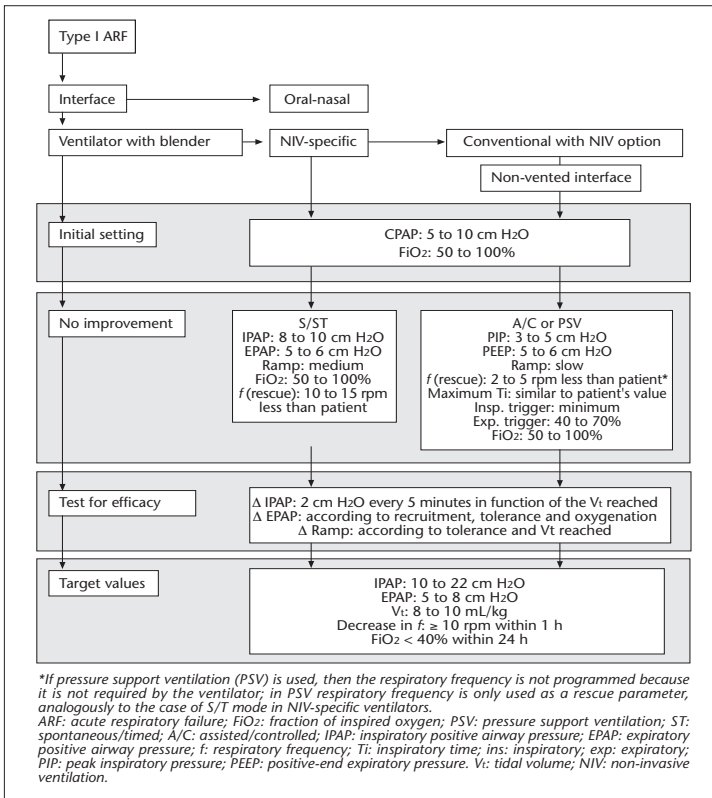 Type I ARF
Interface
Oral-nasal
Ventilator with blender
NIV-specific
Conventional with NIV option
Non-vented interface
Initial setting
CPAP: 5 to 10 cm H2O
FiO2: 50 to 100%
No improvement
S/ST
IPAP: 8 to 10 cm H2O
EPAP: 5 to 6 cm H2O
Ramp: medium
FiO2: 50 to 100%
f (rescue): 10 to 15 rpm
less than patient
A/C or PSV
PIP: 3 to 5 cm H2O
PEEP: 5 to 6 cm H2O
Ramp: slow
f (rescue): 2 to 5 rpm less than patient*
Maximum Ti: similar to patient's value
Insp. trigger: minimum
Exp. trigger: 40 to 70%
FiO2: 50 to 100%
Test for efficacy
Δ IPAP: 2 cm H2O every 5 minutes in function of the Vt reached
Δ EPAP: according to recruitment, tolerance and oxygenation
Δ Ramp: according to tolerance and Vt reached
Target values
IPAP: 10 to 22 cm H2O
EPAP: 5 to 8 cm H2O
Vt: 8 to 10 mL/kg
Decrease in f: ≥ 10 rpm within 1 h
FiO2 < 40% within 24 h
*If pressure support ventilation (PSV) is used, then the respiratory frequency is not programmed because
it is not required by the ventilator; in PSV respiratory frequency is only used as a rescue parameter,
analogously to the case of S/T mode in NIV-specific ventilators.
ARF: acute respiratory failure; FiO2: fraction of inspired oxygen; PSV: pressure support ventilation; ST:
spontaneous/timed; A/C: assisted/controlled; IPAP: inspiratory positive airway pressure; EPAP: expiratory
positive airway pressure; f: respiratory frequency; Ti: inspiratory time; ins: inspiratory; exp: expiratory;
PIP: peak inspiratory pressure; PEEP: positive-end expiratory pressure. Vt: tidal volume; NIV: non-invasive
ventilation.